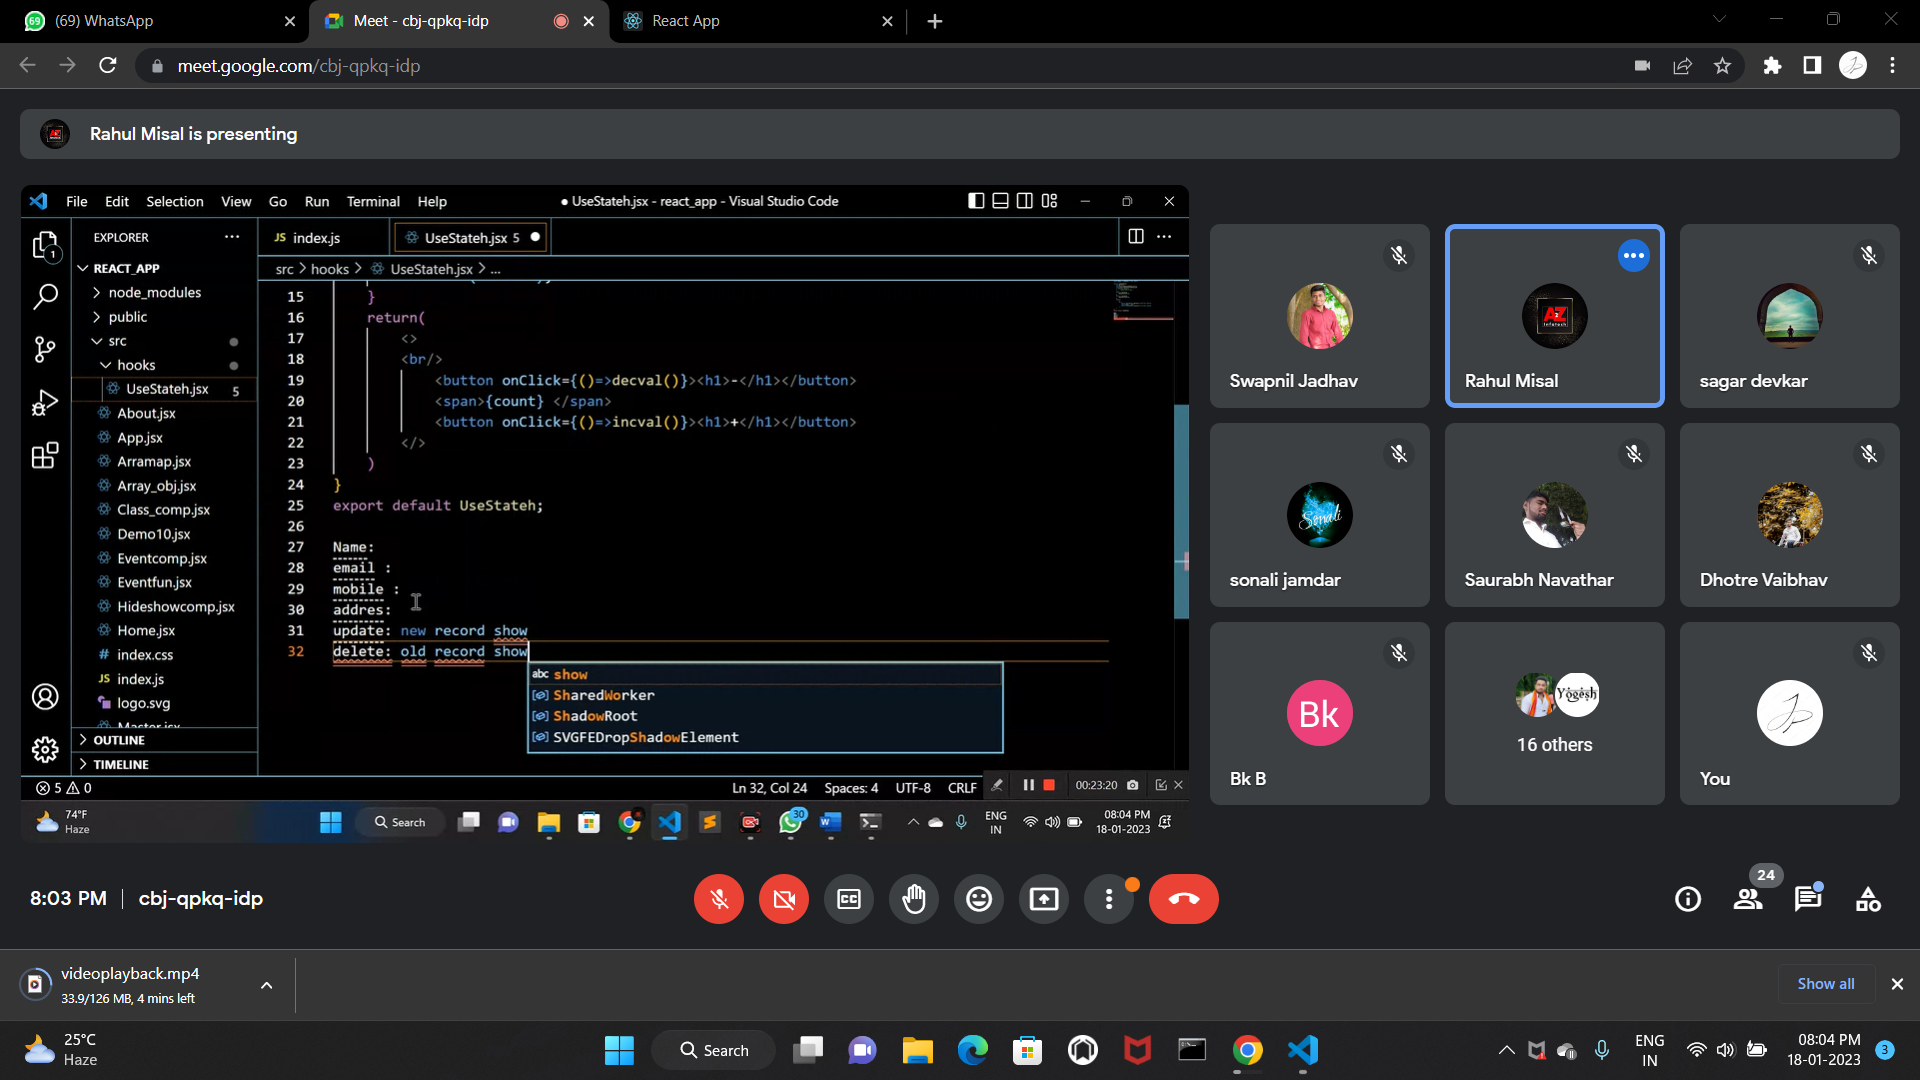 (69) WhatsApp
Meet - cbj-qpkq-idp
React App
meet.google.com/cbj-qpkq-idp
Rahul Misal is presenting
File Edit Selection View Go Run Terminal Help
● UseStateh.jsx - react_app - Visual Studio Code
EXPLORER
REACT_APP
node_modules
public
src
hooks
UseStateh.jsx 5
About.jsx
App.jsx
Arramap.jsx
Array_obj.jsx
Class_comp.jsx
Demo10.jsx
Eventcomp.jsx
Eventfun.jsx
Hideshowcomp.jsx
Home.jsx
# index.css
JS index.js
logo.svg
Master.jsx
OUTLINE
TIMELINE
JS index.js
UseStateh.jsx 5
src > hooks > UseStateh.jsx > ...
15 }
16 return(
17 <>
18 <br/>
19 <button onClick={()=>decval()}><h1>-</h1></button>
20 <span>{count} </span>
21 <button onClick={()=>incval()}><h1>+</h1></button>
22 </>
23 )
24 }
25 export default UseStateh;
26
27 Name:
28 email :
29 mobile :
30 addres:
31 update: new record show
32 delete: old record show
abc show
SharedWorker
ShadowRoot
SVGFEDropShadowElement
5 0
Ln 32, Col 24 Spaces: 4 UTF-8 CRLF
00:23:20
74°F
Haze
Search
30
ENG
IN
08:04 PM
18-01-2023
Swapnil Jadhav
Rahul Misal
sagar devkar
sonali jamdar
Saurabh Navathar
Dhotre Vaibhav
Bk
Bk B
Yogesh
16 others
You
8:03 PM | cbj-qpkq-idp
24
videoplayback.mp4
33.9/126 MB, 4 mins left
Show all
25°C
Haze
Search
ENG
IN
08:04 PM
18-01-2023
3